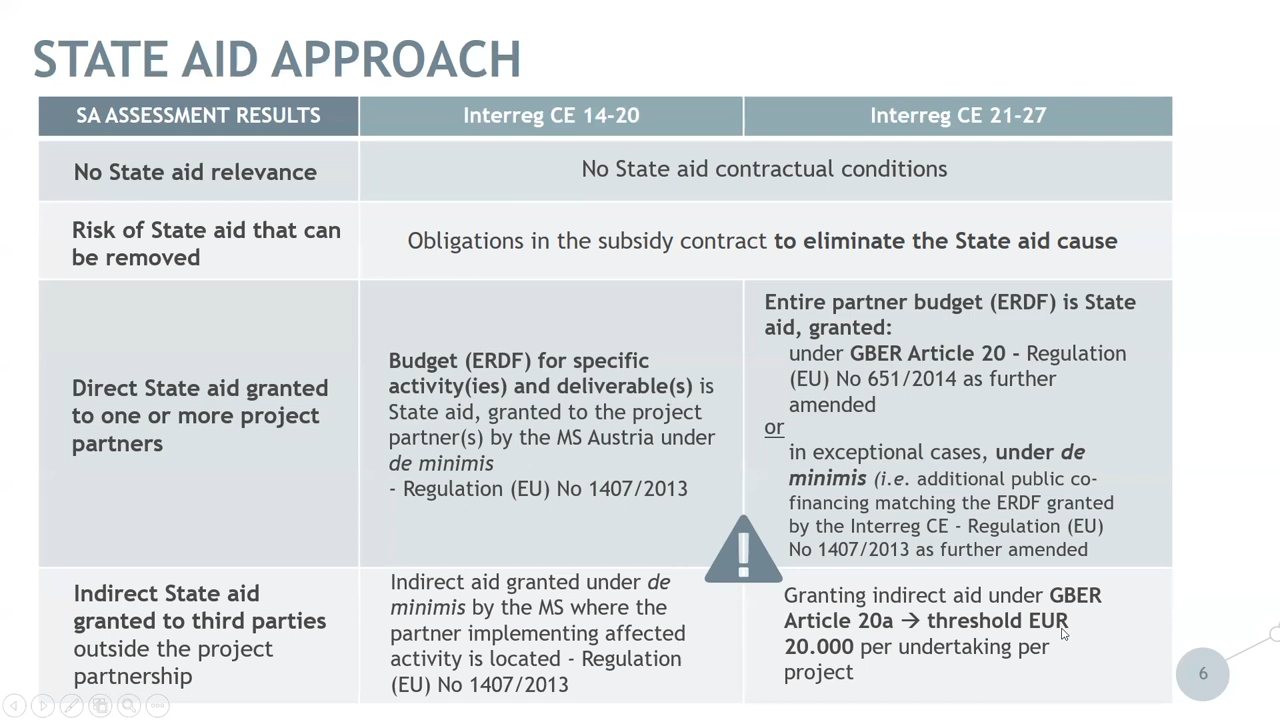 STATE AID APPROACH
SA ASSESSMENT RESULTS
Interreg CE 14-20
Interreg CE 21-27
No State aid relevance
No State aid contractual conditions
Risk of State aid that can
be removed
Obligations in the subsidy contract to eliminate the State aid cause
Direct State aid granted
to one or more project
partners
Budget (ERDF) for specific
activity(ies) and deliverable(s) is
State aid, granted to the project
partner(s) by the MS Austria under
de minimis
- Regulation (EU) No 1407/2013
Entire partner budget (ERDF) is State
aid, granted:
under GBER Article 20 - Regulation
(EU) No 651/2014 as further
amended
or
in exceptional cases, under de
minimis (i.e. additional public co-
financing matching the ERDF granted
by the Interreg CE - Regulation (EU)
No 1407/2013 as further amended
Indirect State aid
granted to third parties
outside the project
partnership
Indirect aid granted under de
minimis by the MS where the
partner implementing affected
activity is located - Regulation
(EU) No 1407/2013
Granting indirect aid under GBER
Article 20a → threshold EUR
20.000 per undertaking per
project
6